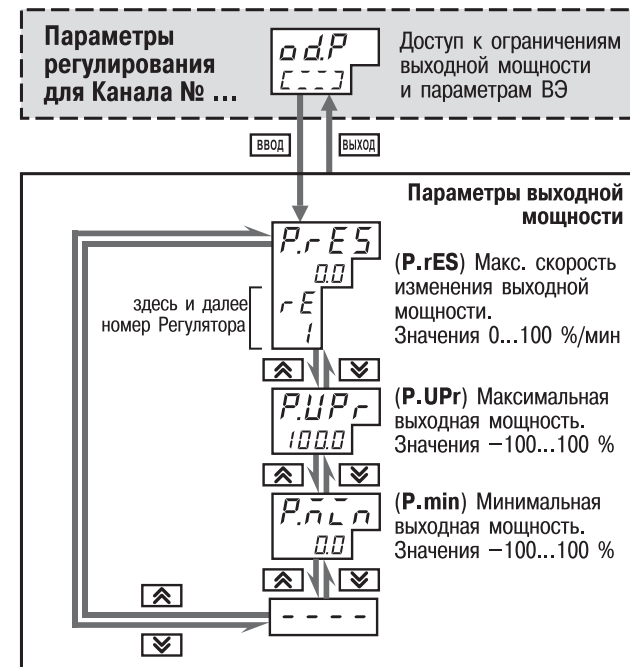 Параметры
регулирования
для Канала № ...
od.P
[- - -]
Доступ к ограничениям
выходной мощности
и параметрам ВЭ
ВВОД
ВЫХОД
Параметры выходной
мощности
P.rES
0.0
rE
1
здесь и далее
номер Регулятора
(P.rES) Макс. скорость
изменения выходной
мощности.
Значения 0...100 %/мин
P.UPr
100.0
(P.UPr) Максимальная
выходная мощность.
Значения −100...100 %
P.min
0.0
(P.min) Минимальная
выходная мощность.
Значения −100...100 %
- - - -